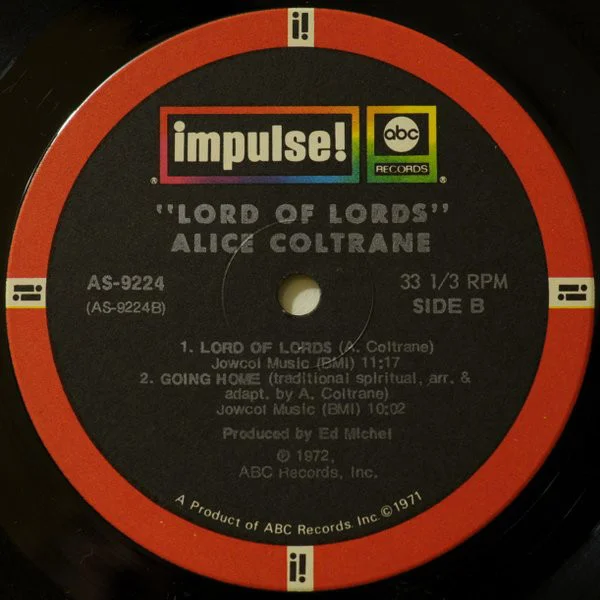 i!
impulse!
abc
RECORDS
®
®
"LORD OF LORDS"
ALICE COLTRANE
AS-9224
(AS-9224B)
33 1/3 RPM
SIDE B
i!
i!
1. LORD OF LORDS (A. Coltrane)
Jowcol Music (BMI) 11:17
2. GOING HOME (traditional spiritual, arr. &
adapt. by A. Coltrane)
Jowcol Music (BMI) 10:02
Produced by Ed Michel
℗ 1972,
ABC Records, Inc.
A Product of ABC Records. Inc. © 1971
i!